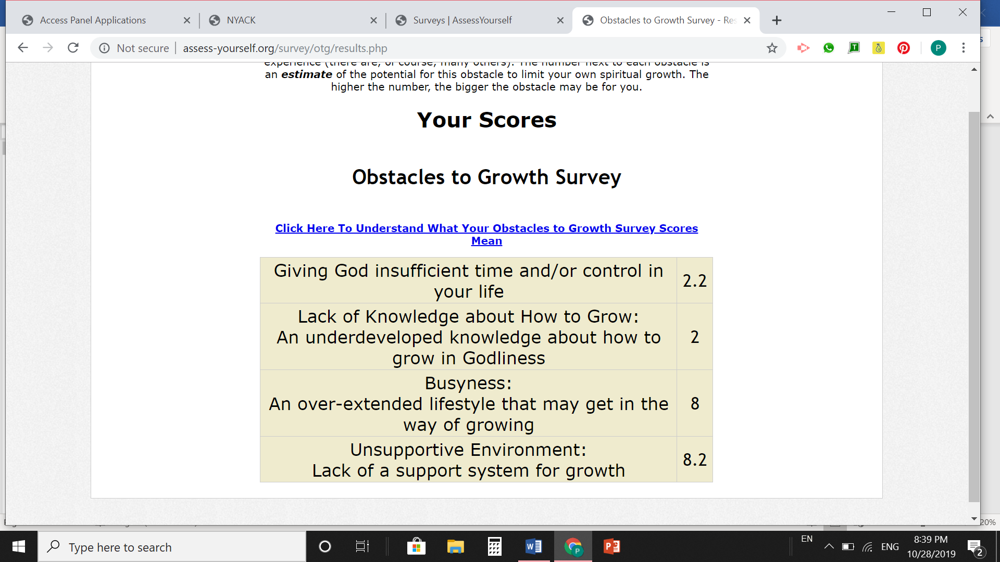 Access Panel Applications
NYACK
Surveys | AssessYourself
Obstacles to Growth Survey - Res
Not secure | assess-yourself.org/survey/otg/results.php
P
experience (there are, of course, many others). The number next to each obstacle is
an estimate of the potential for this obstacle to limit your own spiritual growth. The
higher the number, the bigger the obstacle may be for you.
Your Scores
Obstacles to Growth Survey
Click Here To Understand What Your Obstacles to Growth Survey Scores
Mean
Giving God insufficient time and/or control in
your life
2.2
Lack of Knowledge about How to Grow:
An underdeveloped knowledge about how to
grow in Godliness
2
Busyness:
An over-extended lifestyle that may get in the
way of growing
8
Unsupportive Environment:
Lack of a support system for growth
8.2
20%
Type here to search
EN
ENG
8:39 PM
10/28/2019
2